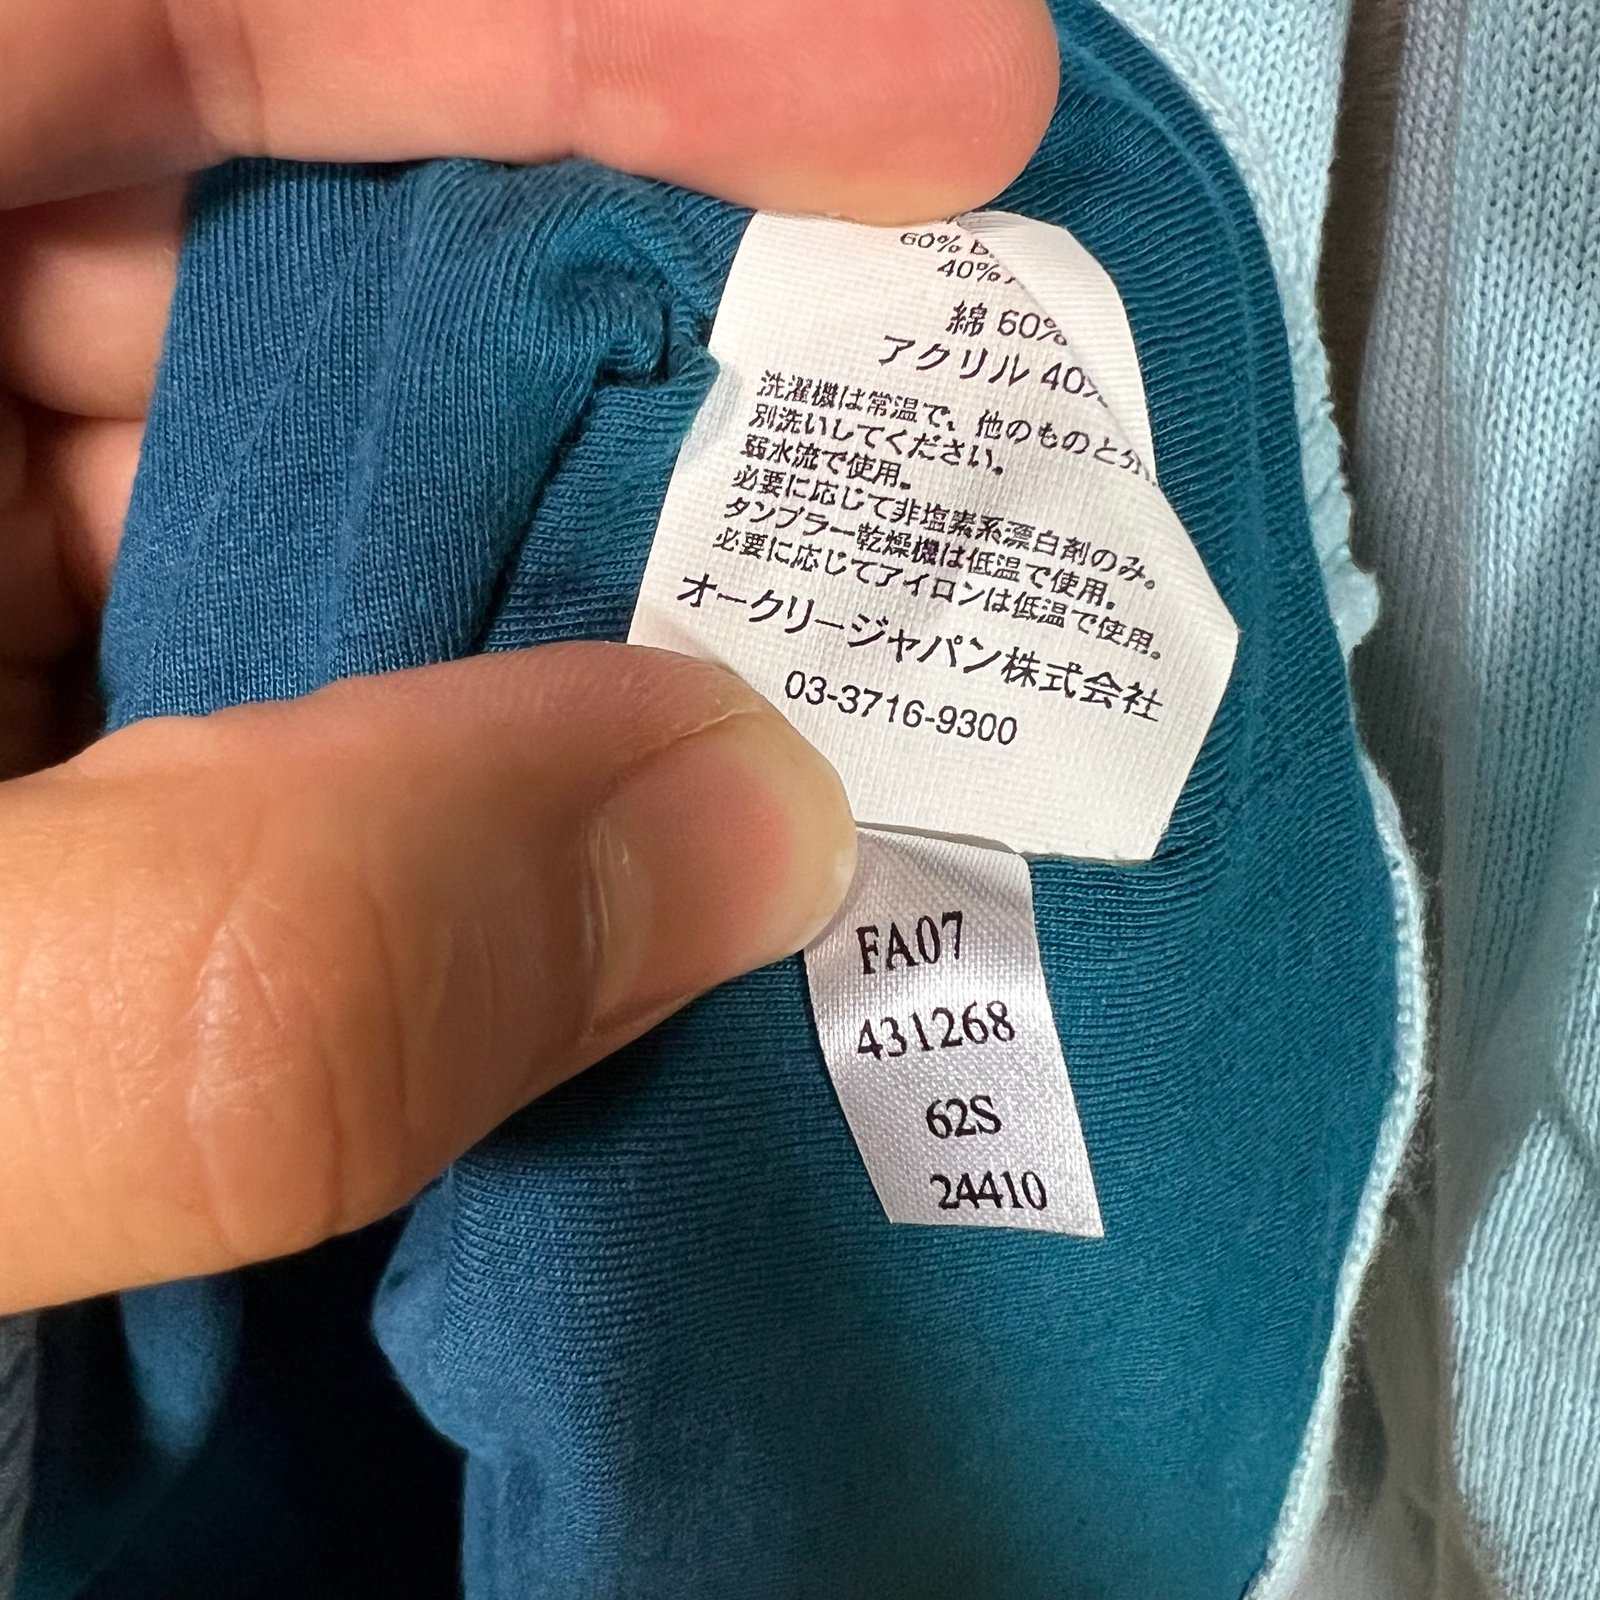 60%
40%
綿 60%
アクリル 40%
洗濯機は常温で、他のものと分
別洗いしてください。
弱水流で使用。
必要に応じて非塩素系漂白剤のみ。
タンブラー乾燥機は低温で使用。
必要に応じてアイロンは低温で使用。
オークリージャパン株式会社
03-3716-9300
FA07
431268
62S
24410